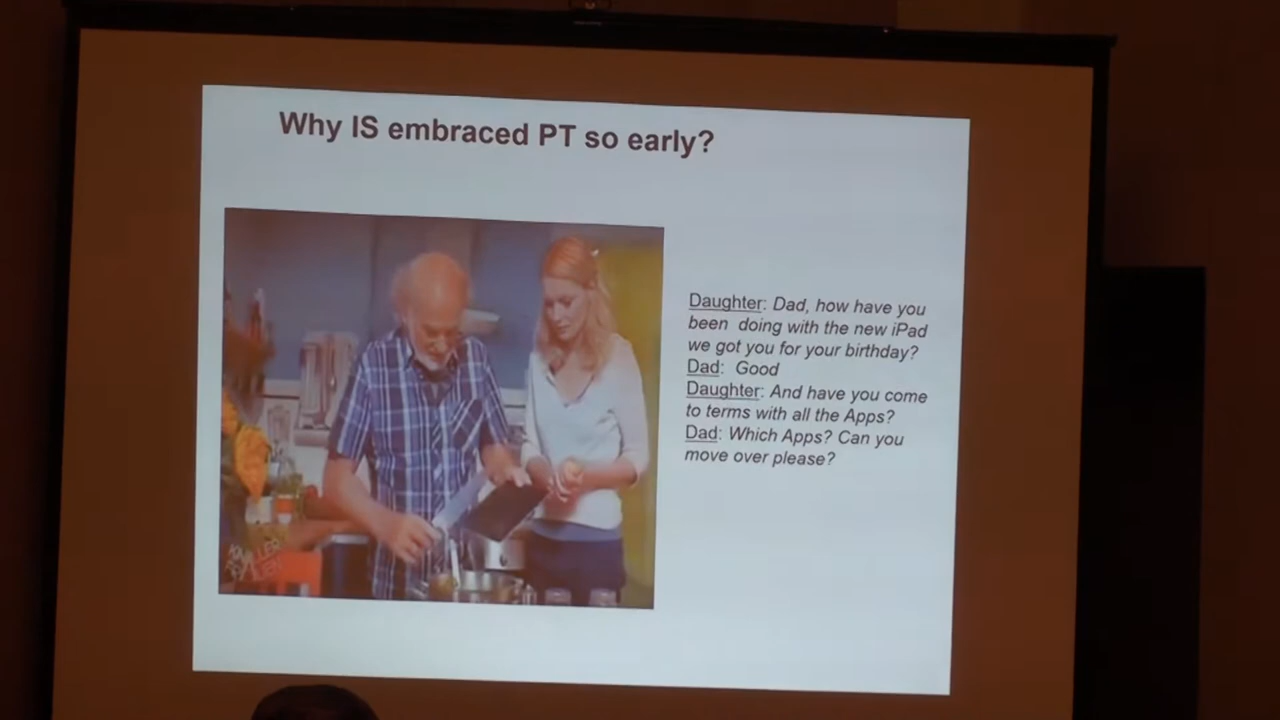 Why IS embraced PT so early?
Daughter: Dad, how have you
been doing with the new iPad
we got you for your birthday?
Dad: Good
Daughter: And have you come
to terms with all the Apps?
Dad: Which Apps? Can you
move over please?